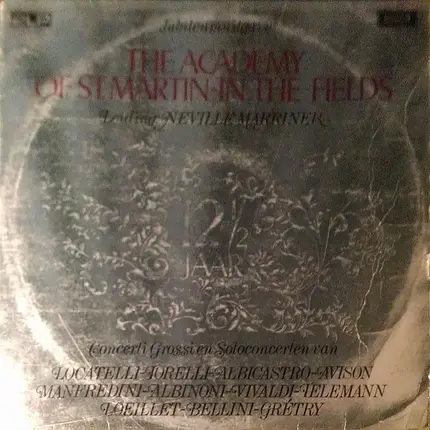 Jubileumuitgave
THE ACADEMY
OF ST. MARTIN-IN-THE-FIELDS
Leiding NEVILLE MARRINER
12½
JAAR
Concerti Grossi en Soloconcerten van
LOCATELLI-TORELLI-ALBICASTRO-AVISON
MANFREDINI-ALBINONI-VIVALDI-TELEMANN
LOEILLET-BELLINI-GRÉTRY